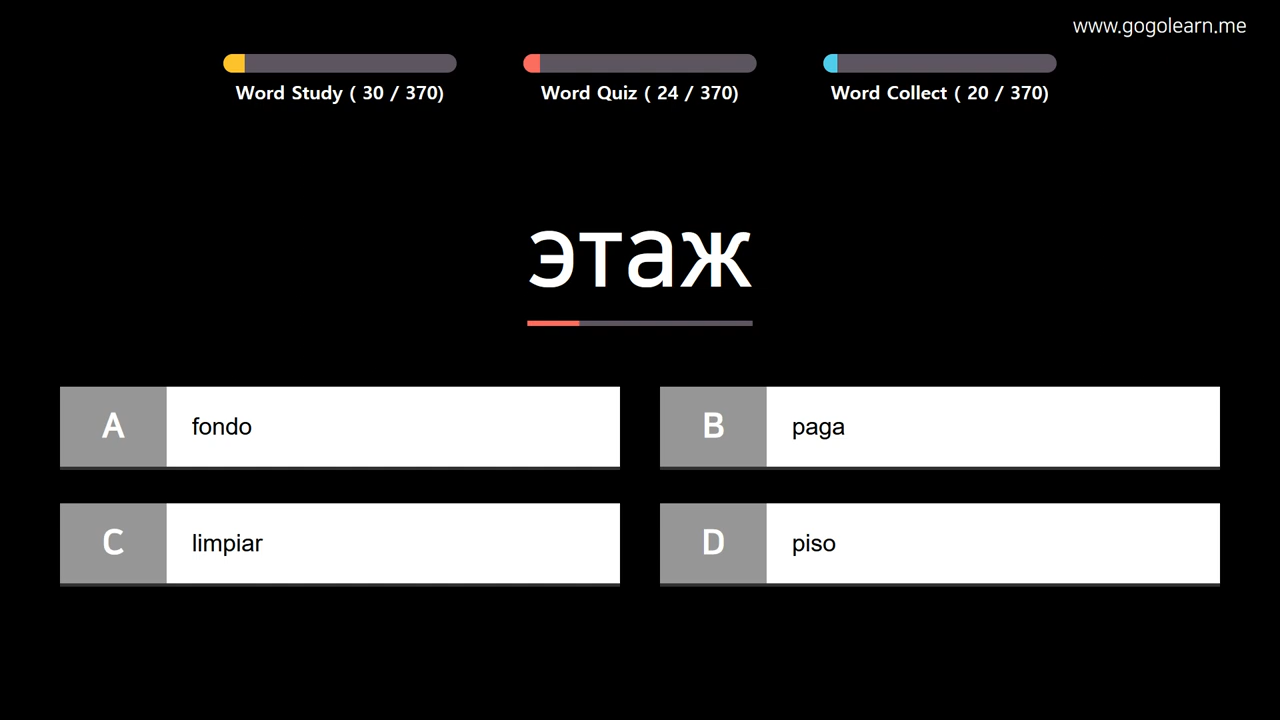 www.gogolearn.me
Word Study ( 30 / 370)
Word Quiz ( 24 / 370)
Word Collect ( 20 / 370)
этаж
A fondo
B paga
C limpiar
D piso